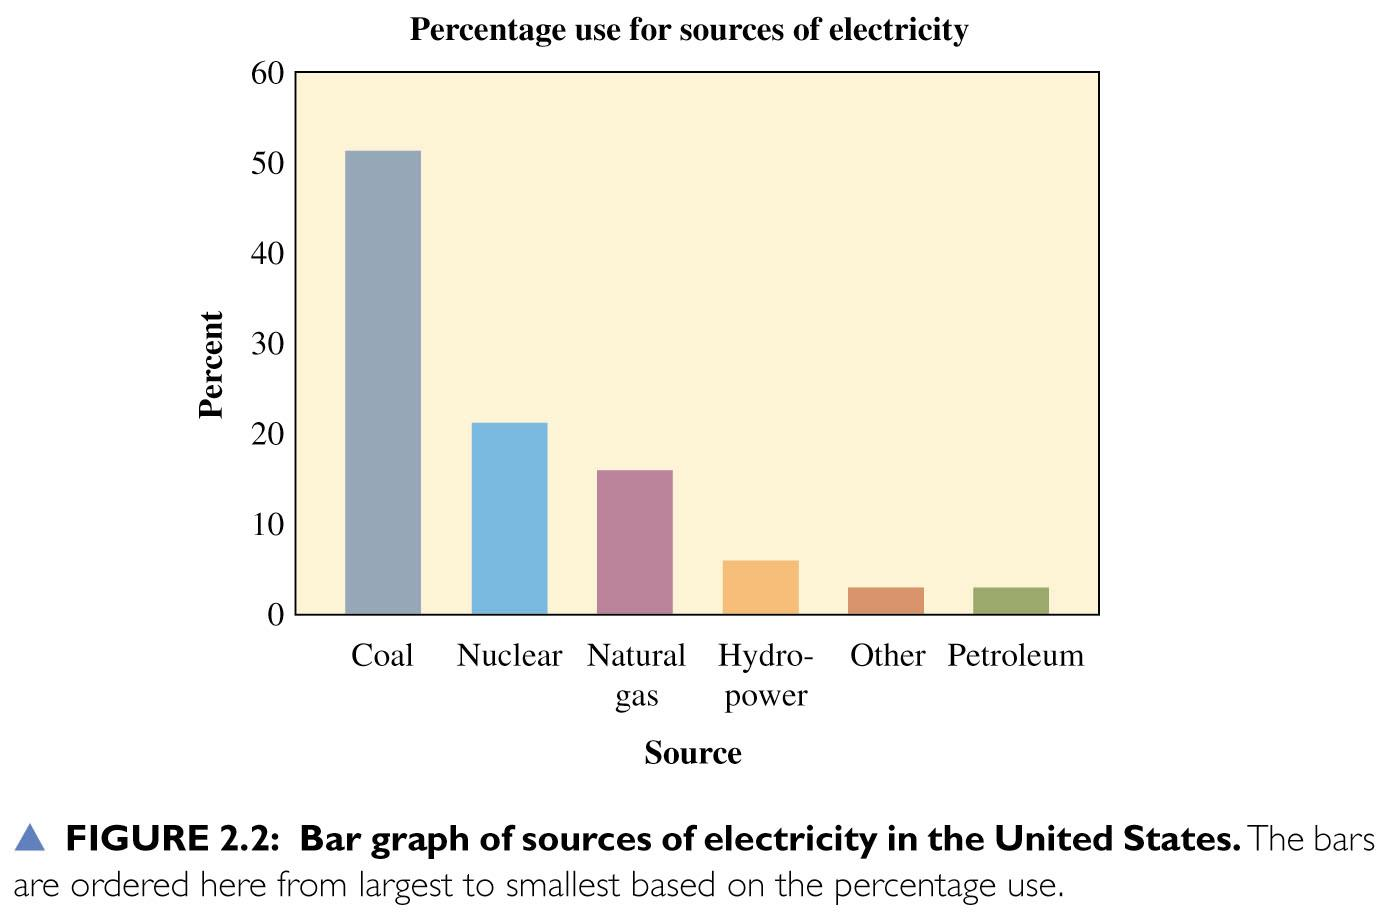 Percentage use for sources of electricity
60
50
40
30
20
10
0
Percent
Coal Nuclear Natural gas Hydro-power Other Petroleum
Source
▲ FIGURE 2.2: Bar graph of sources of electricity in the United States. The bars
are ordered here from largest to smallest based on the percentage use.